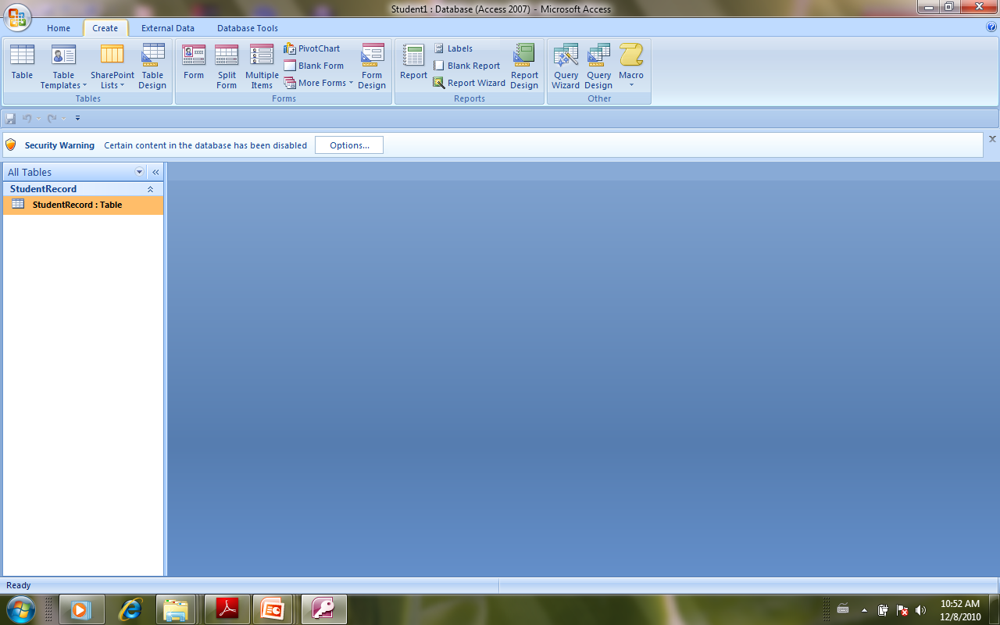 Student1 : Database (Access 2007) - Microsoft Access
Home Create External Data Database Tools
Table
Table Templates
SharePoint Lists
Table Design
Tables
Form
Split Form
Multiple Items
PivotChart
Blank Form
More Forms
Form Design
Forms
Report
Labels
Blank Report
Report Wizard
Report Design
Reports
Query Wizard
Query Design
Macro
Other
Security Warning Certain content in the database has been disabled Options...
All Tables
StudentRecord
StudentRecord : Table
Ready
10:52 AM
12/8/2010